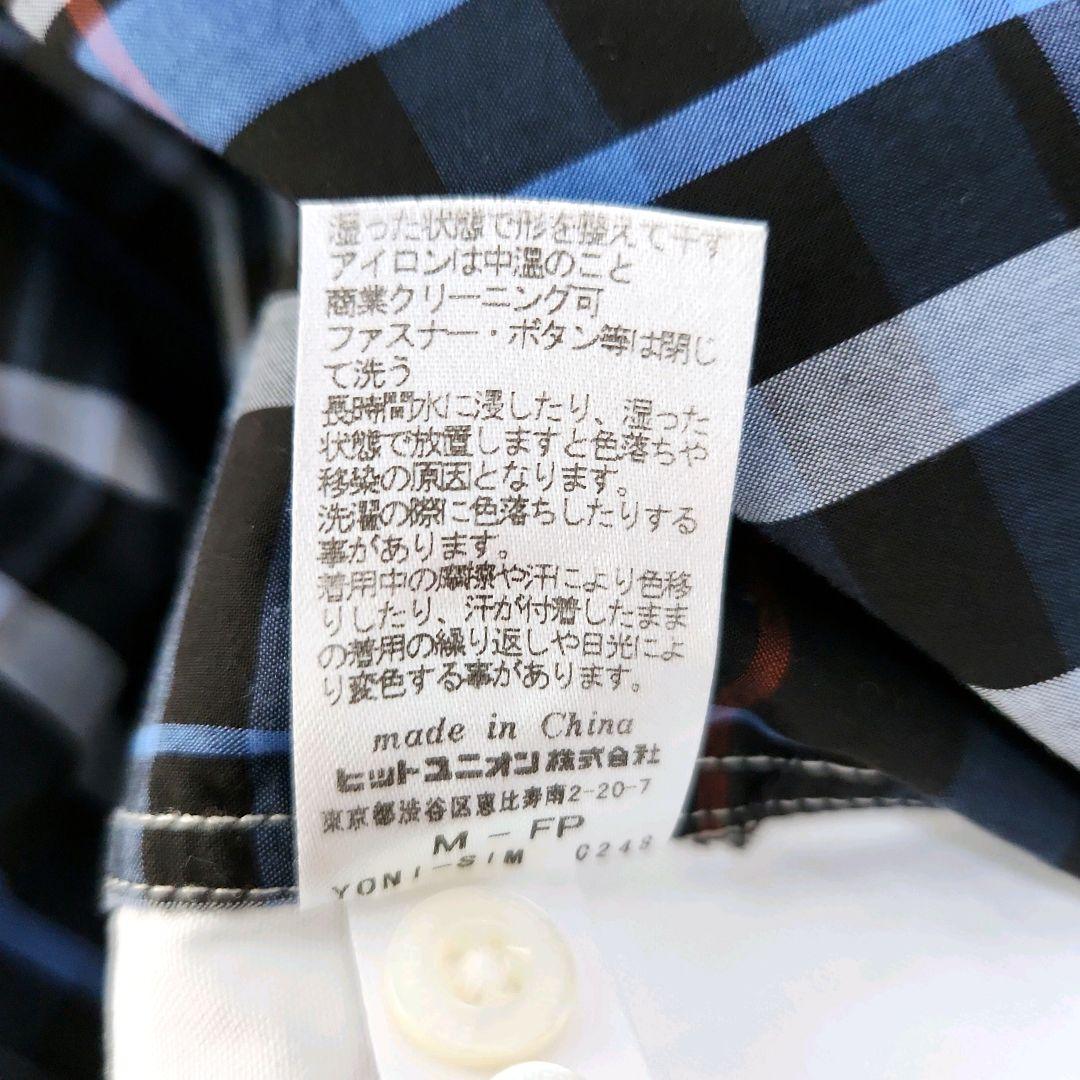 湿った状態で形を整えて干す
アイロンは中温のこと
商業クリーニング可
ファスナー・ボタン等は閉じ
て洗う
長時間水に浸したり、湿った
状態で放置しますと色落ちや
移染の原因となります。
洗濯の際に色落ちしたりする
事があります。
着用中の摩擦や汗により色移
りしたり、汗が付着したまま
の着用の繰り返しや日光によ
り変色する事があります。
made in China
ヒットユニオン株式会社
東京都渋谷区恵比寿南2-20-7
M - FP
YONI-SIM 0248